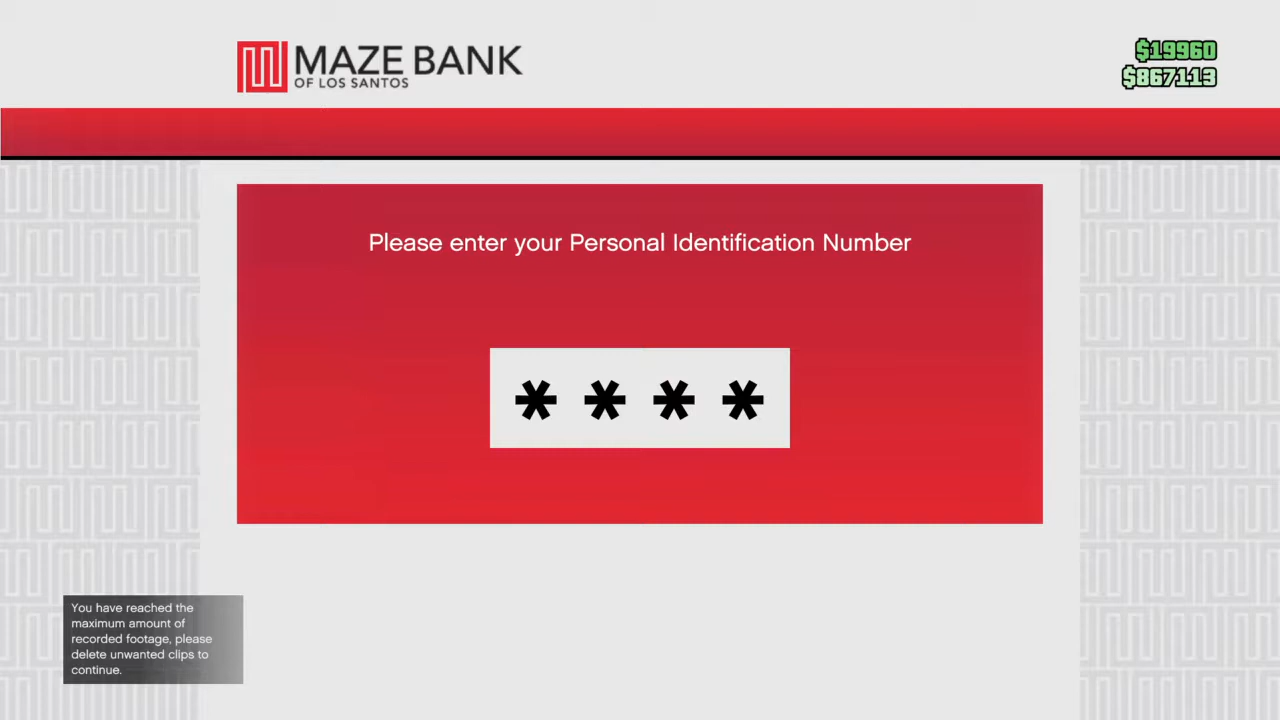 MAZE BANK
OF LOS SANTOS
$19960
$867113
Please enter your Personal Identification Number
* * * *
You have reached the
maximum amount of
recorded footage, please
delete unwanted clips to
continue.